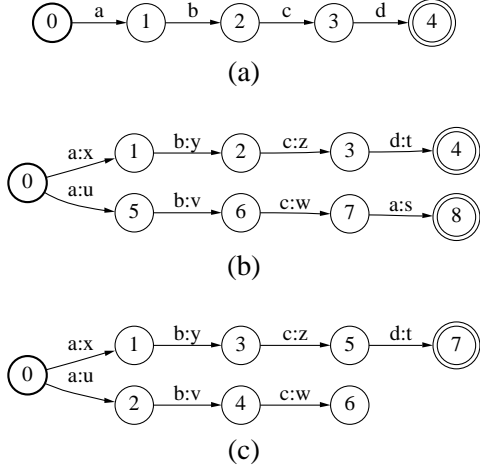 a b c d
0 1 2 3 4
(a)
a:x b:y c:z d:t
1 2 3 4
0
a:u b:v c:w a:s
5 6 7 8
(b)
a:x b:y c:z d:t
1 3 5 7
0
a:u b:v c:w
2 4 6
(c)